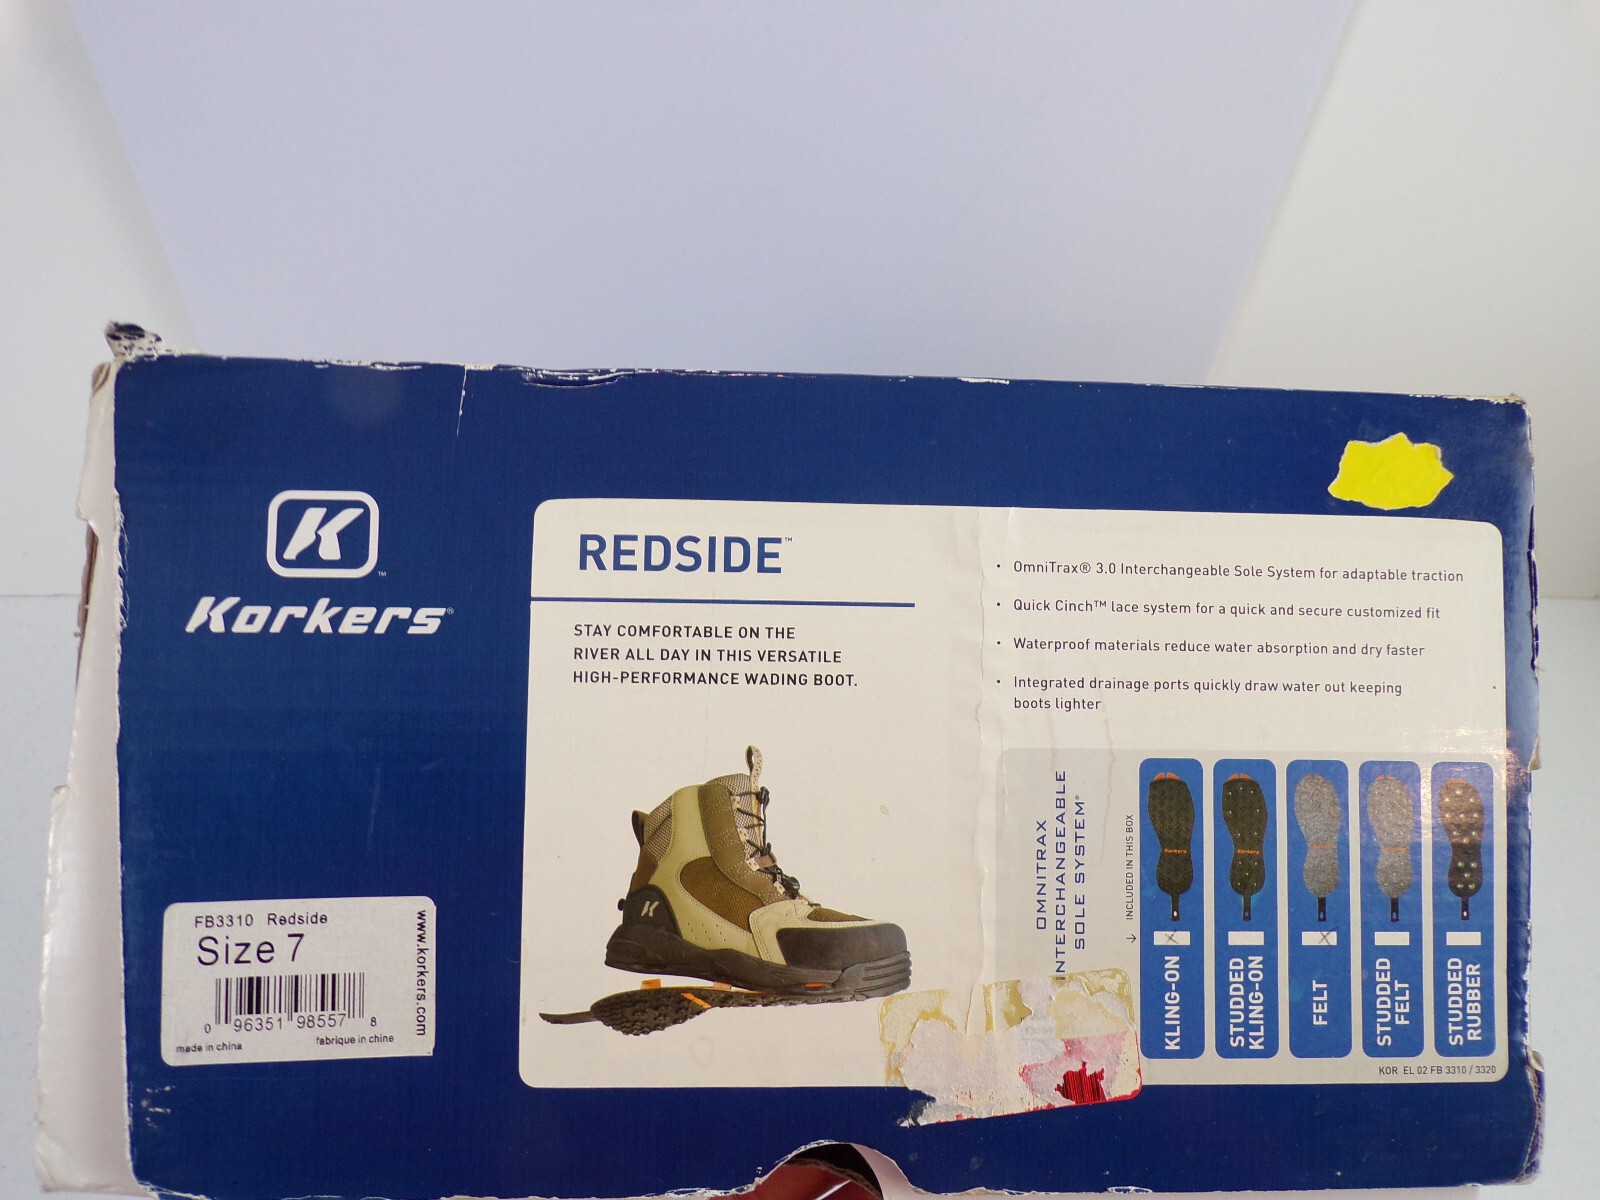 K™
Korkers®
REDSIDE™
STAY COMFORTABLE ON THE
RIVER ALL DAY IN THIS VERSATILE
HIGH-PERFORMANCE WADING BOOT.
• OmniTrax® 3.0 Interchangeable Sole System for adaptable traction
• Quick Cinch™ lace system for a quick and secure customized fit
• Waterproof materials reduce water absorption and dry faster
• Integrated drainage ports quickly draw water out keeping
boots lighter
OMNITRAX
INTERCHANGEABLE
SOLE SYSTEM®
INCLUDED IN THIS BOX
KLING-ON
STUDDED
KLING-ON
FELT
STUDDED
FELT
STUDDED
RUBBER
KOR EL 02 FB 3310 / 3320
FB3310 Redside
Size 7
0 96351 98557 8
made in china
fabrique in chine
www.korkers.com